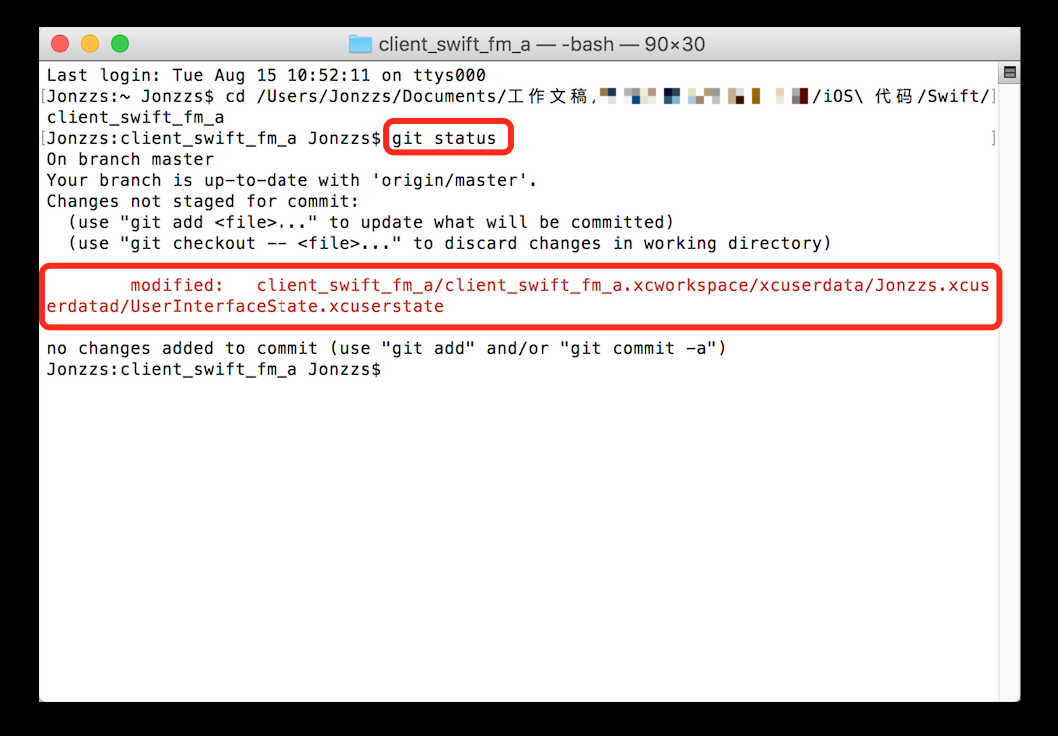 client_swift_fm_a — -bash — 90×30
Last login: Tue Aug 15 10:52:11 on ttys000
[Jonzzs:~ Jonzzs$ cd /Users/Jonzzs/Documents/工作文稿/iOS\ 代码/Swift/]
client_swift_fm_a
[Jonzzs:client_swift_fm_a Jonzzs$ git status ]
On branch master
Your branch is up-to-date with 'origin/master'.
Changes not staged for commit:
(use "git add <file>..." to update what will be committed)
(use "git checkout -- <file>..." to discard changes in working directory)
modified: client_swift_fm_a/client_swift_fm_a.xcworkspace/xcuserdata/Jonzzs.xcus
erdatad/UserInterfaceState.xcuserstate
no changes added to commit (use "git add" and/or "git commit -a")
Jonzzs:client_swift_fm_a Jonzzs$